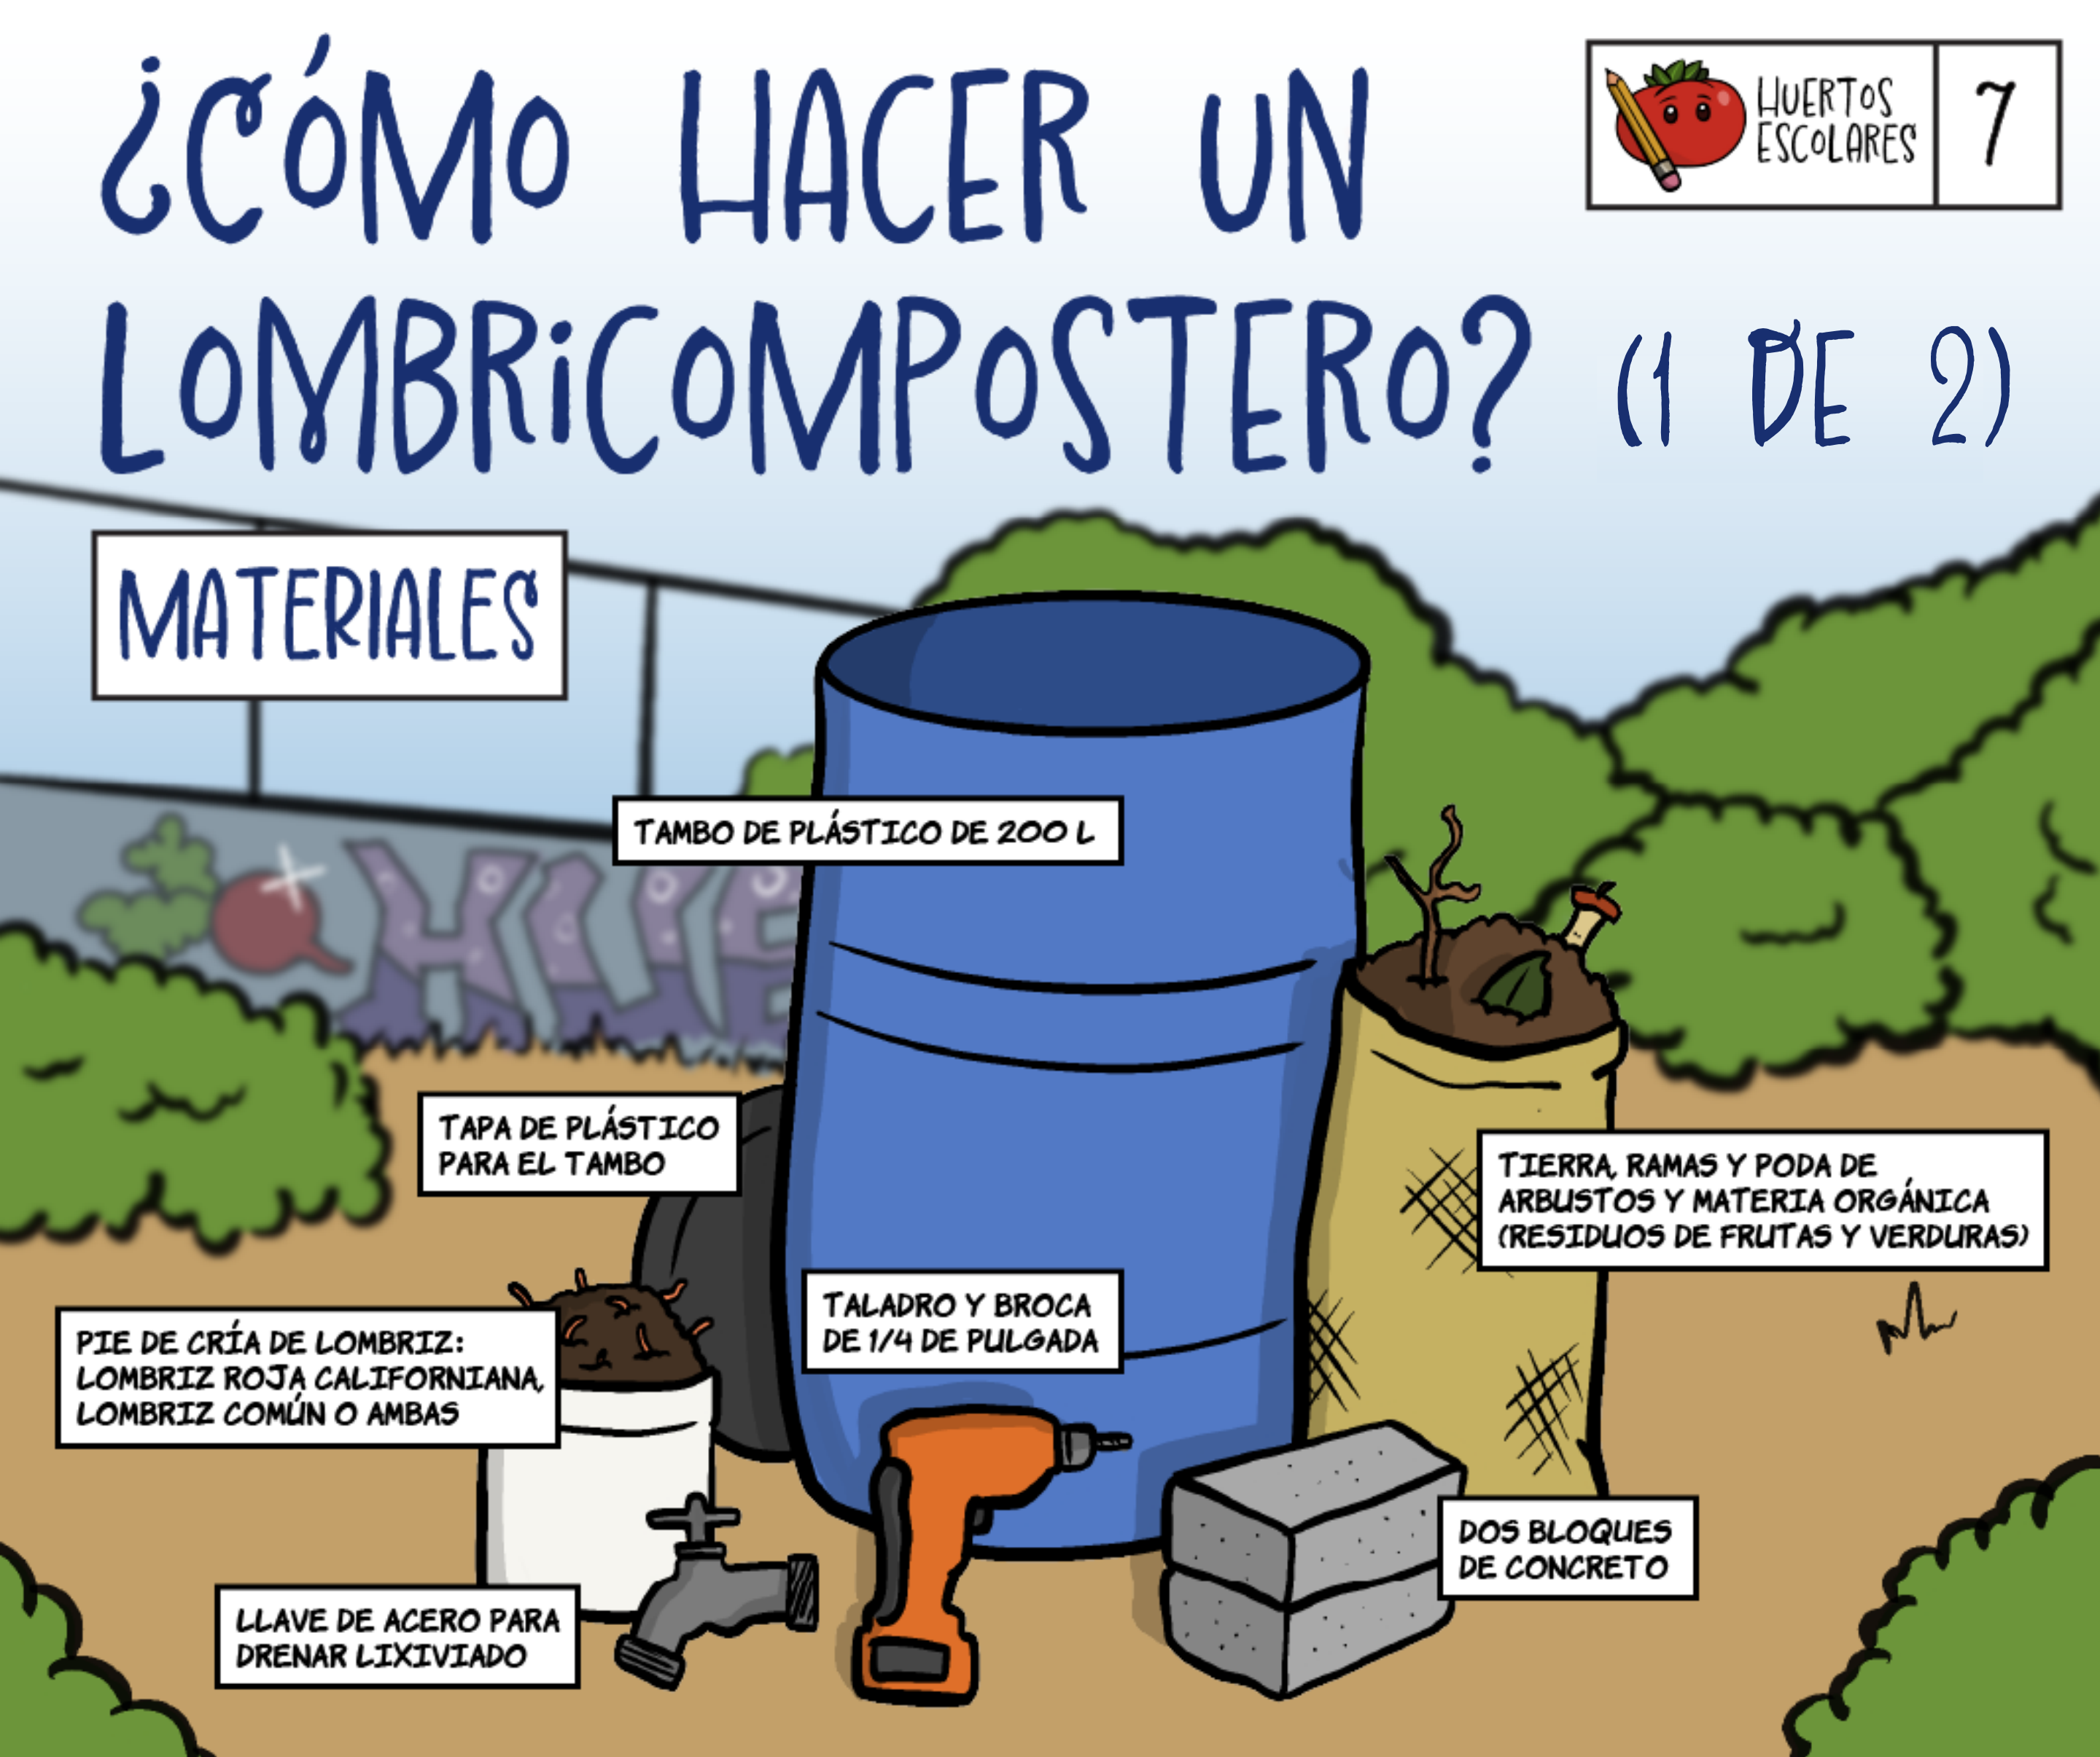 ¿CÓMO HACER UN
LOMBRICOMPOSTERO? (1 DE 2)
HUERTOS
ESCOLARES
7
MATERIALES
TAMBO DE PLÁSTICO DE 200 L
TAPA DE PLÁSTICO
PARA EL TAMBO
TIERRA, RAMAS Y PODA DE
ARBUSTOS Y MATERIA ORGÁNICA
(RESIDUOS DE FRUTAS Y VERDURAS)
TALADRO Y BROCA
DE 1/4 DE PULGADA
PIE DE CRÍA DE LOMBRIZ:
LOMBRIZ ROJA CALIFORNIANA,
LOMBRIZ COMÚN O AMBAS
DOS BLOQUES
DE CONCRETO
LLAVE DE ACERO PARA
DRENAR LIXIVIADO